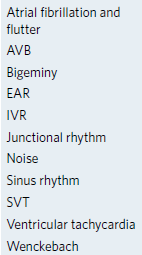 Atrial fibrillation and
flutter
AVB
Bigeminy
EAR
IVR
Junctional rhythm
Noise
Sinus rhythm
SVT
Ventricular tachycardia
Wenckebach